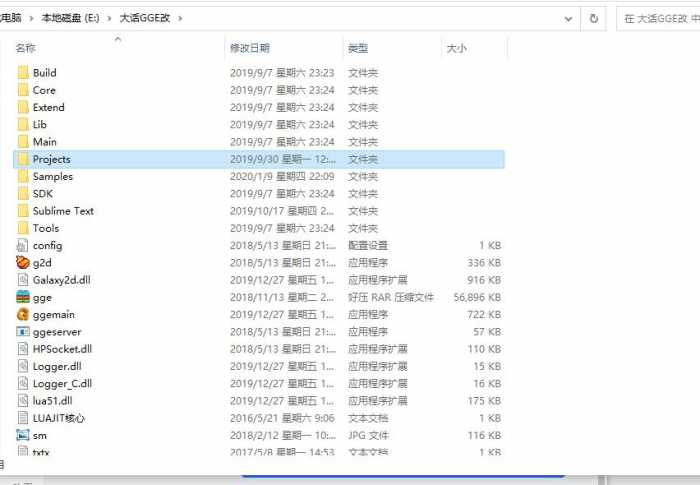 电脑 › 本地磁盘 (E:) › 大话GGE改 在 大话GGE改 中
名称 修改日期 类型 大小
Build 2019/9/7 星期六 23:23 文件夹
Core 2019/9/7 星期六 23:24 文件夹
Extend 2019/9/7 星期六 23:24 文件夹
Lib 2019/9/7 星期六 23:24 文件夹
Main 2019/9/7 星期六 23:24 文件夹
Projects 2019/9/30 星期一 12:... 文件夹
Samples 2020/1/9 星期四 22:09 文件夹
SDK 2019/9/7 星期六 23:24 文件夹
Sublime Text 2019/10/17 星期四 2... 文件夹
Tools 2019/9/7 星期六 23:24 文件夹
config 2018/5/13 星期日 21:... 配置设置 1 KB
g2d 2018/5/13 星期日 21:... 应用程序 336 KB
Galaxy2d.dll 2019/12/27 星期五 1... 应用程序扩展 916 KB
gge 2018/11/13 星期二 2... 好压 RAR 压缩文件 56,896 KB
ggemain 2019/12/27 星期五 1... 应用程序 722 KB
ggeserver 2018/5/13 星期日 21:... 应用程序 57 KB
HPSocket.dll 2018/5/13 星期日 21:... 应用程序扩展 110 KB
Logger.dll 2019/12/27 星期五 1... 应用程序扩展 15 KB
Logger_C.dll 2019/12/27 星期五 1... 应用程序扩展 16 KB
lua51.dll 2019/12/27 星期五 1... 应用程序扩展 175 KB
LUAJIT核心 2016/5/21 星期六 9:06 文本文档 1 KB
sm 2018/2/12 星期一 10:... JPG 文件 116 KB
txtx 2017/5/8 星期一 14:53 文本文档 1 KB